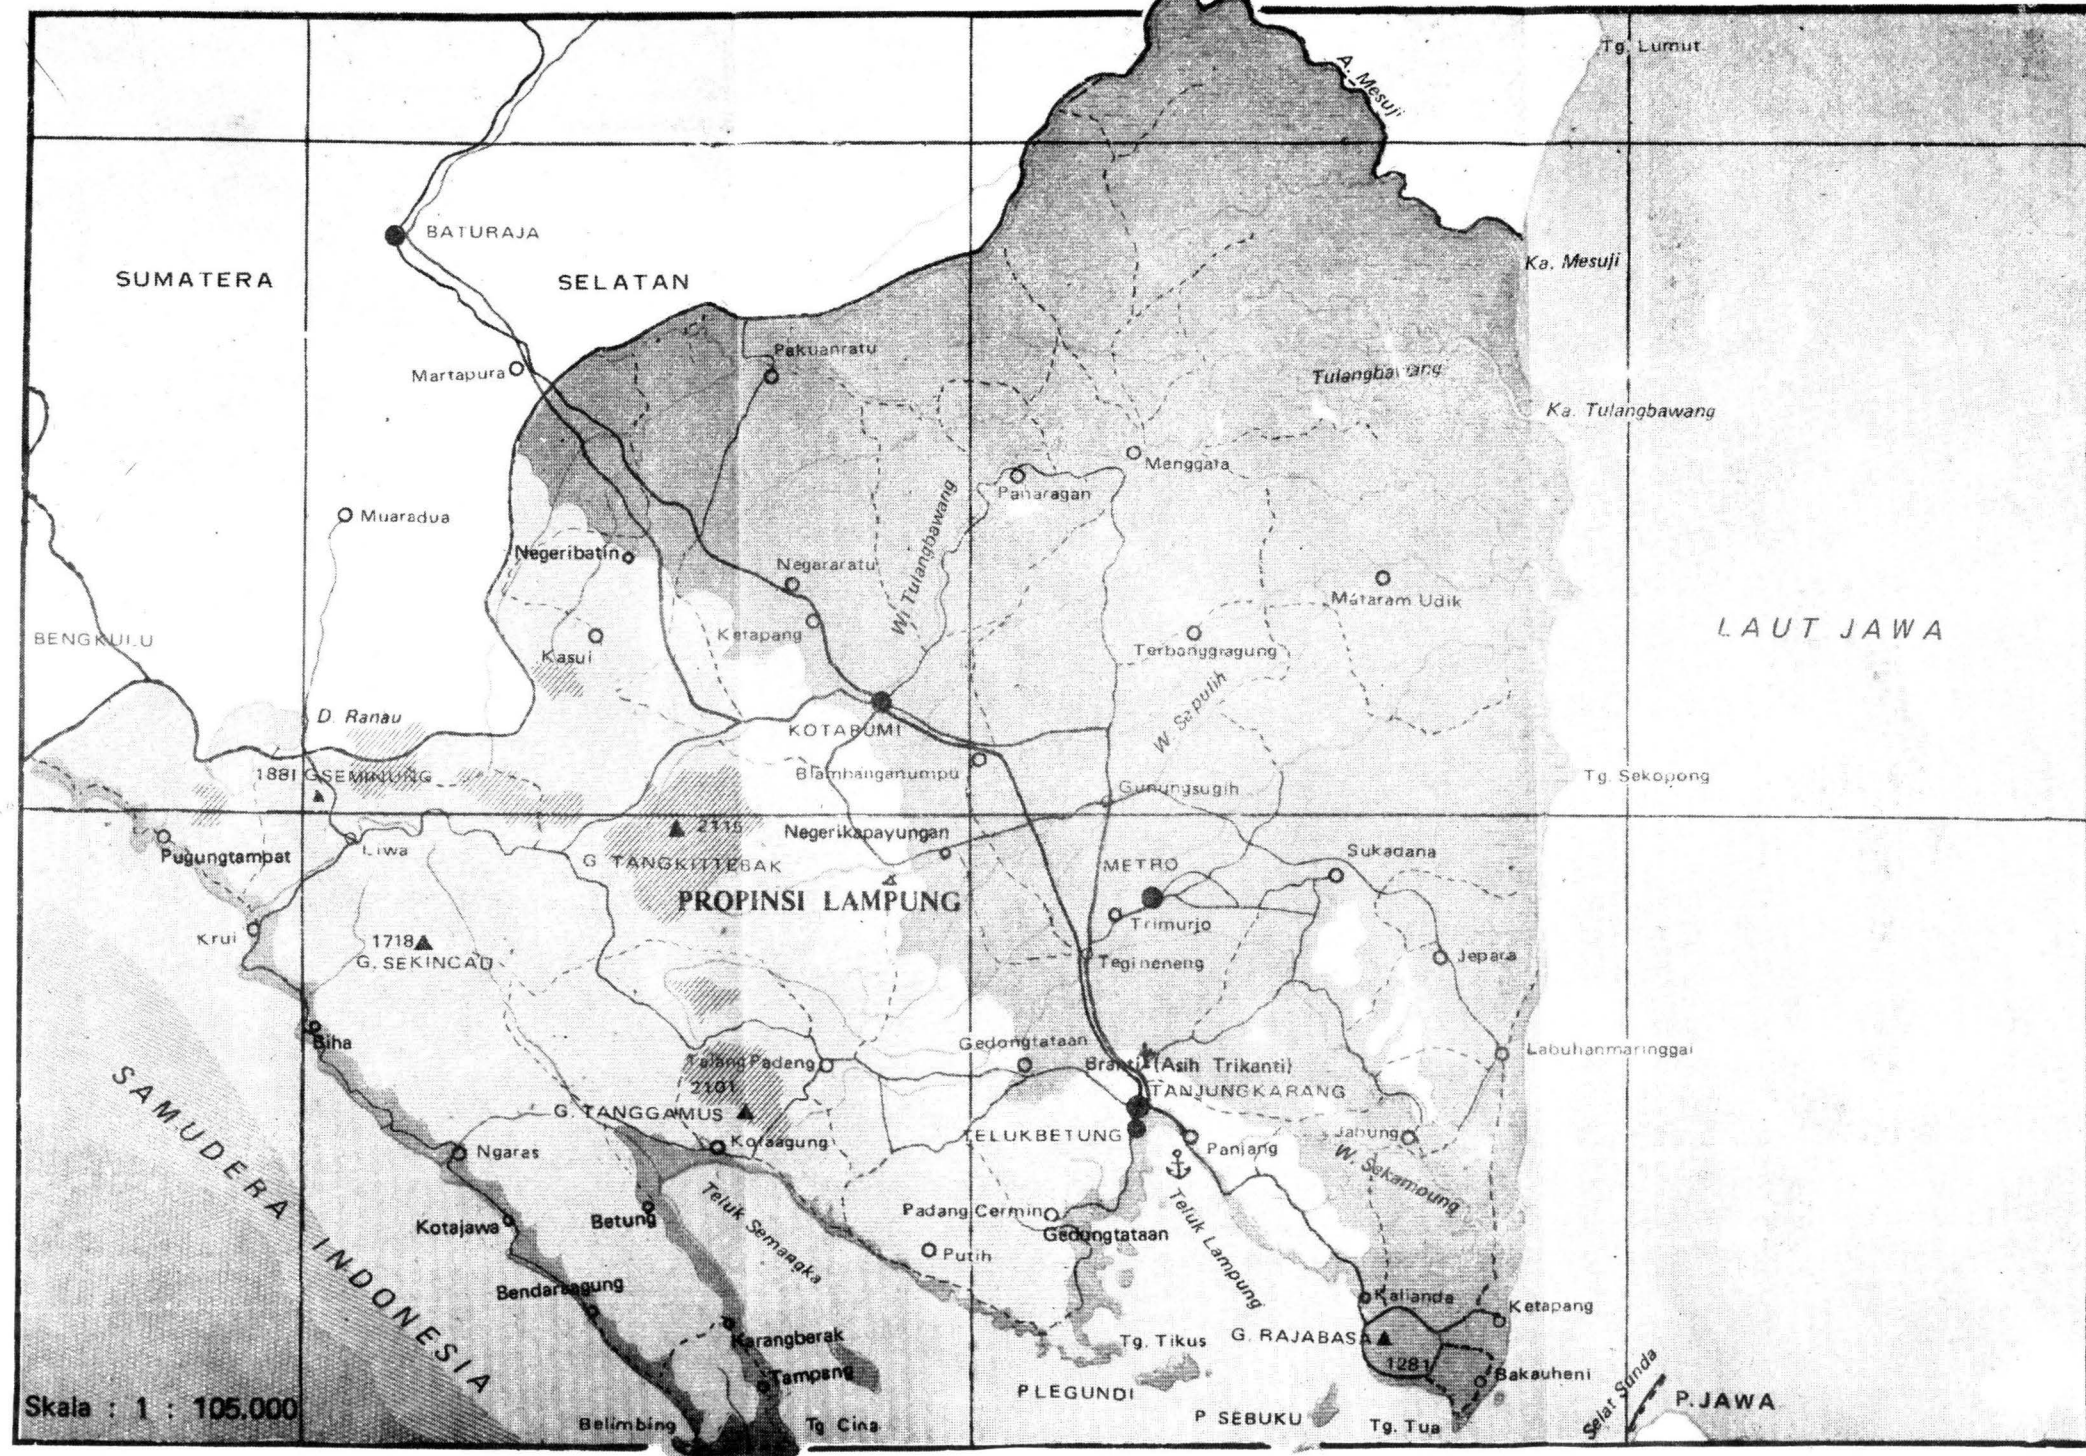 Tg. Lumut
A. Mesuji
BATURAJA
SUMATERA SELATAN
Ka. Mesuji
Pakuanratu
Martapura
Tulangbawang
Ka. Tulangbawang
Menggala
Panaragan
Muaradua
Negeribatin
Negararatu
Wi Tulangbawang
Mataram Udik
Ketapang
BENGKULU
LAUT JAWA
Kasui
Terbanggiagung
W. Seputih
D. Ranau
KOTABUMI
Blambanganumpu
Tg. Sekopong
1881 G SEMINUNG
Gunungsugih
2115
Negerikapayungan
Pugungtampat
Liwa
G. TANGKITTEBAK
METRO
Sukadana
PROPINSI LAMPUNG
Trimurjo
Krui
1718
G. SEKINCAU
Tegineneng
Jepara
Biha
Gedongtataan
Labuhanmaringgai
Talang Padang
Branti (Asih Trikanti)
2101
TANJUNGKARANG
G. TANGGAMUS
Kotaagung
TELUKBETUNG
Jabung
Panjang
Ngaras
W. Sekampung
SAMUDERA INDONESIA
Teluk Semangka
Teluk Lampung
Padang Cermin
Betung
Kotajawa
Gedungtataan
Putih
Bendaragung
Kalianda
Ketapang
Karangberak
Tg. Tikus
G. RAJABASA
1281
Tampang
Bakauheni
P LEGUNDI
Selat Sunda
P. JAWA
Skala : 1 : 105.000
Belimbing
Tg Cina
P SEBUKU
Tg. Tua